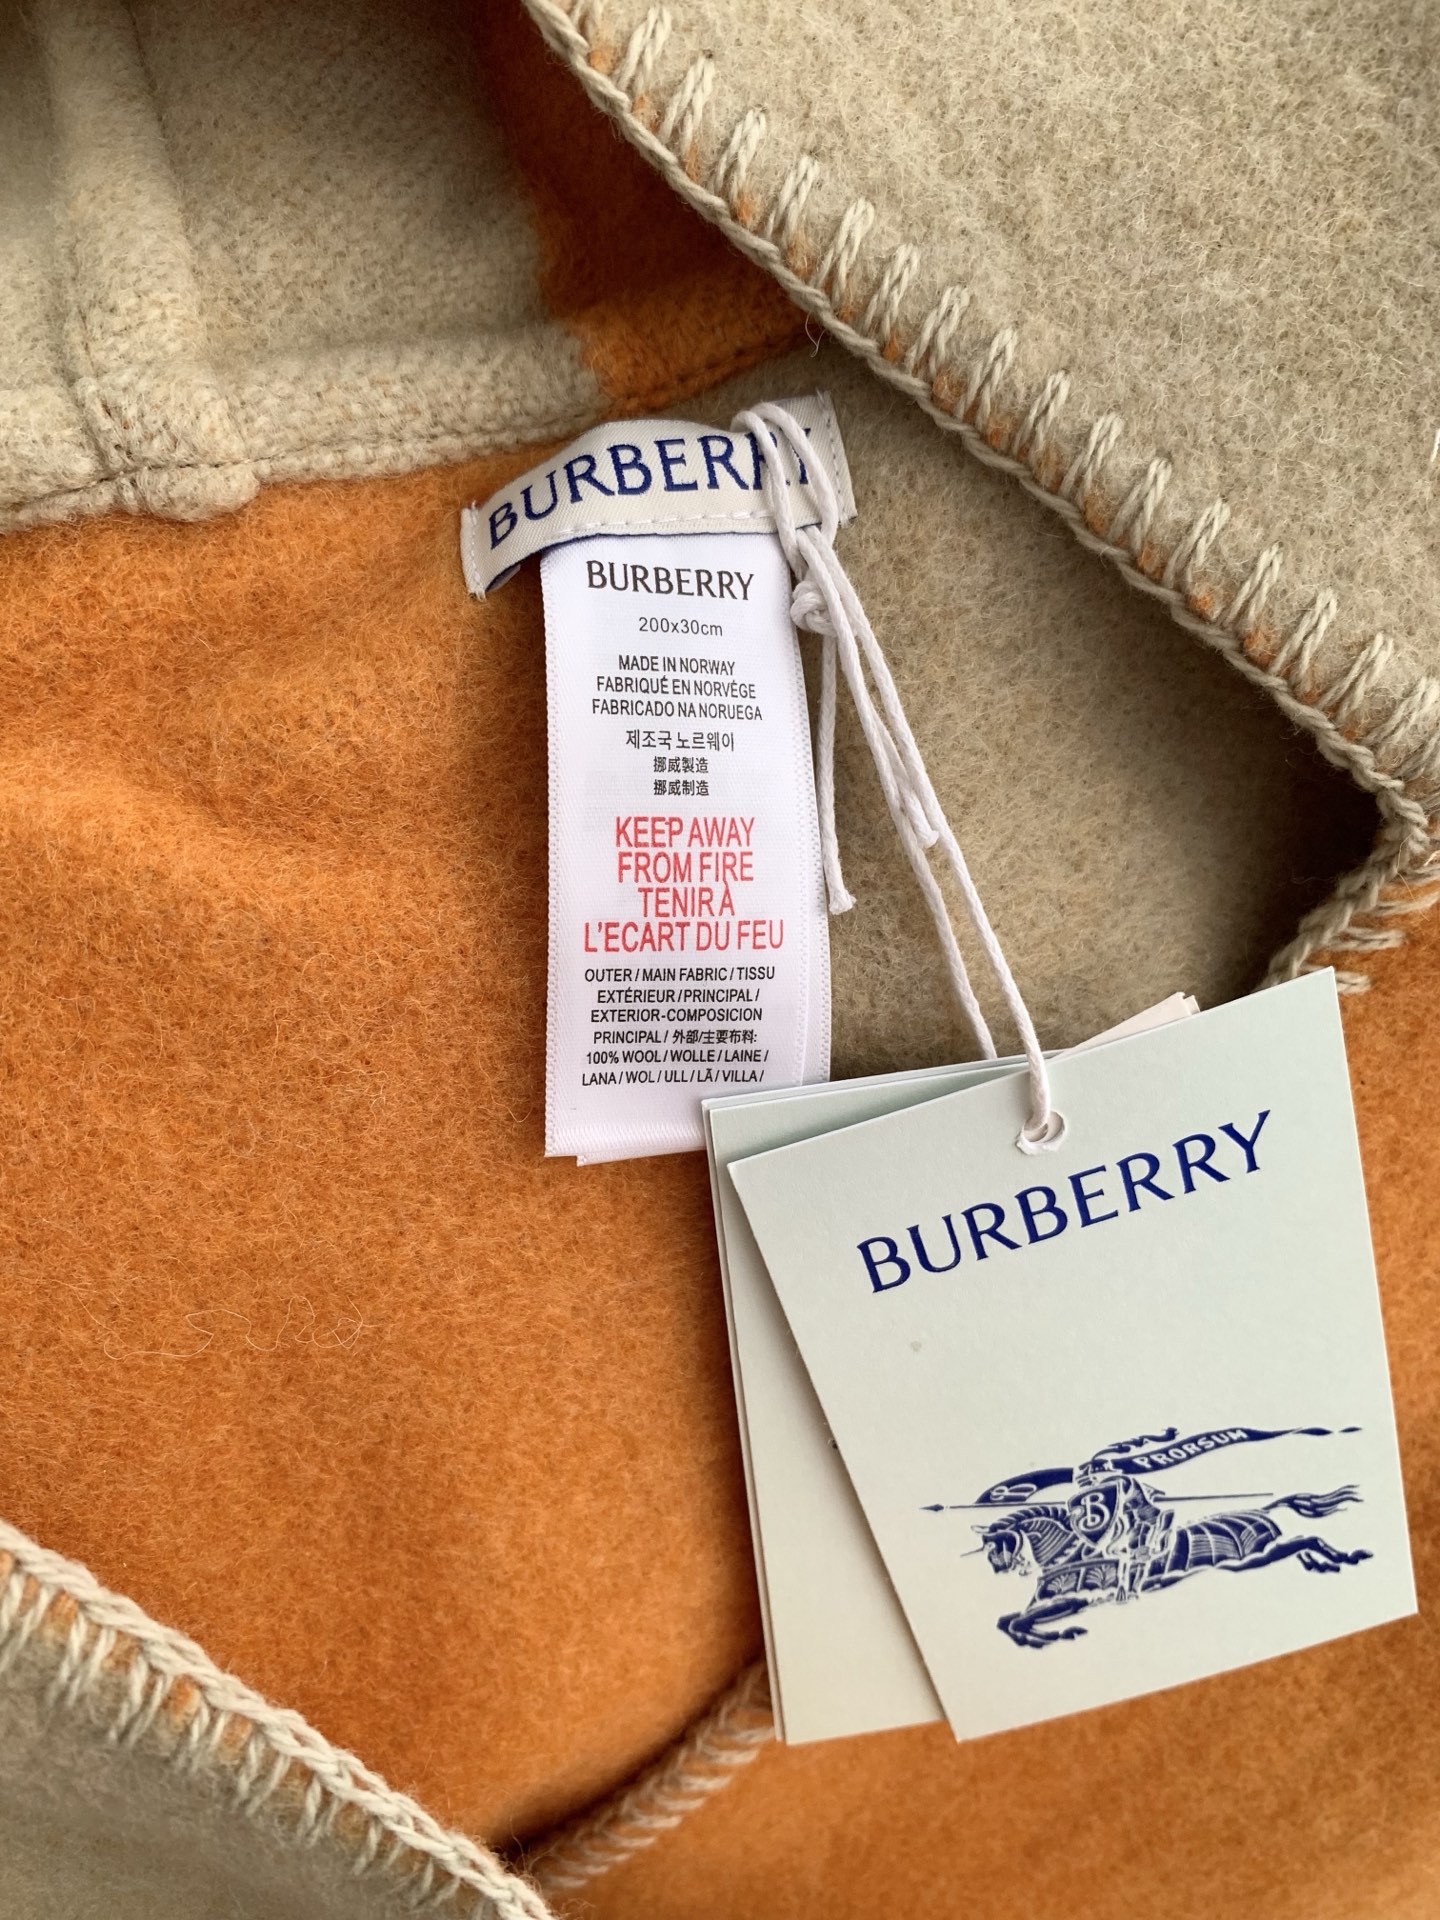 BURBERRY
BURBERRY
200x30cm
MADE IN NORWAY
FABRIQUÉ EN NORVÈGE
FABRICADO NA NORUEGA
제조국 노르웨이
挪威製造
挪威制造
KEEP AWAY
FROM FIRE
TENIR À
L'ECART DU FEU
OUTER / MAIN FABRIC / TISSU
EXTÉRIEUR / PRINCIPAL /
EXTERIOR-COMPOSICION
PRINCIPAL / 外部/主要布料:
100% WOOL / WOLLE / LAINE /
LANA / WOL / ULL / LÃ / VILLA /
BURBERRY
PRORSUM
B